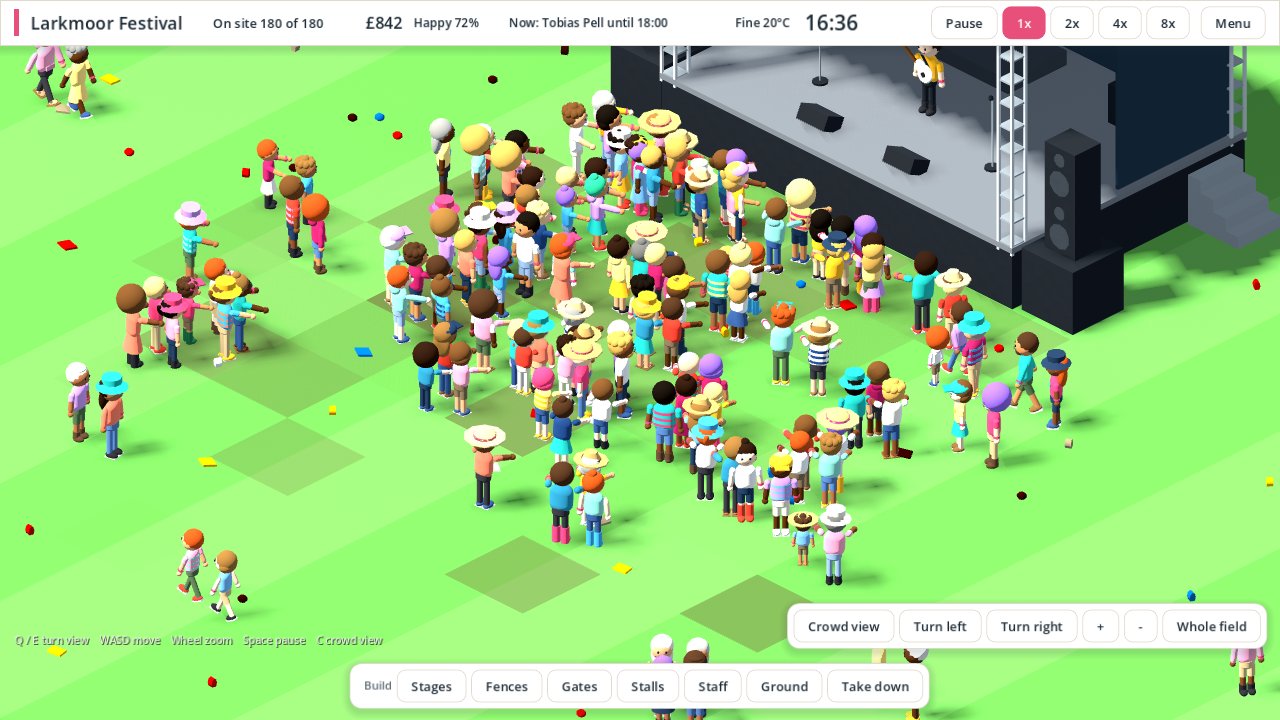 Larkmoor Festival On site 180 of 180 £842 Happy 72% Now: Tobias Pell until 18:00 Fine 20°C 16:36 Pause 1x 2x 4x 8x Menu
Crowd view Turn left Turn right + - Whole field
Q / E turn view WASD move Wheel zoom Space pause C crowd view
Build Stages Fences Gates Stalls Staff Ground Take down